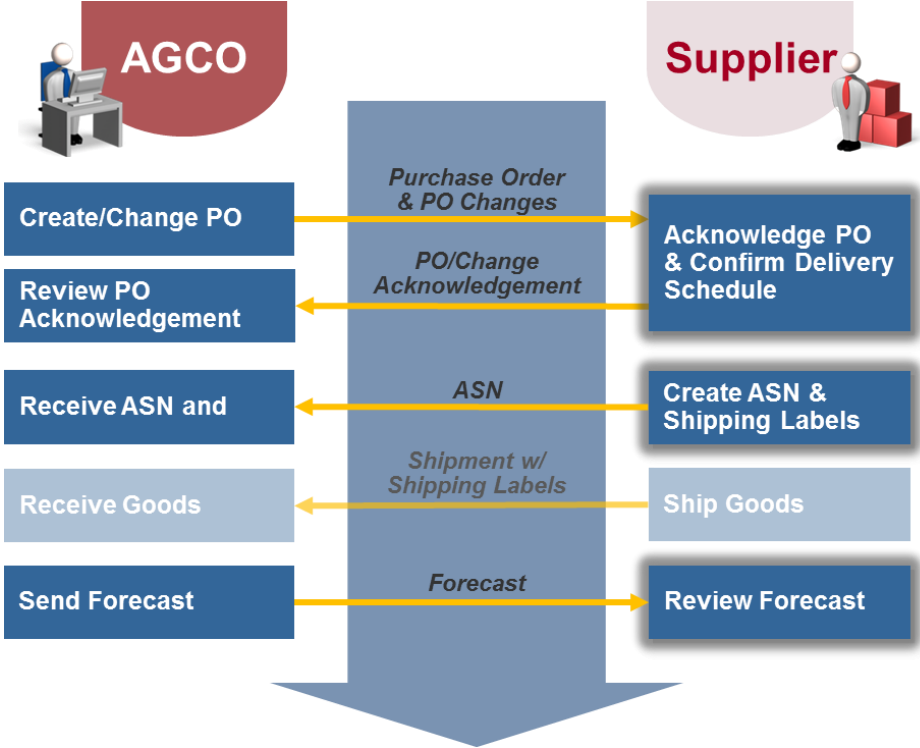 AGCO
Supplier
Purchase Order
& PO Changes
Create/Change PO
Acknowledge PO
& Confirm Delivery
Schedule
PO/Change
Acknowledgement
Review PO
Acknowledgement
ASN
Receive ASN and
Create ASN &
Shipping Labels
Shipment w/
Shipping Labels
Receive Goods
Ship Goods
Forecast
Send Forecast
Review Forecast